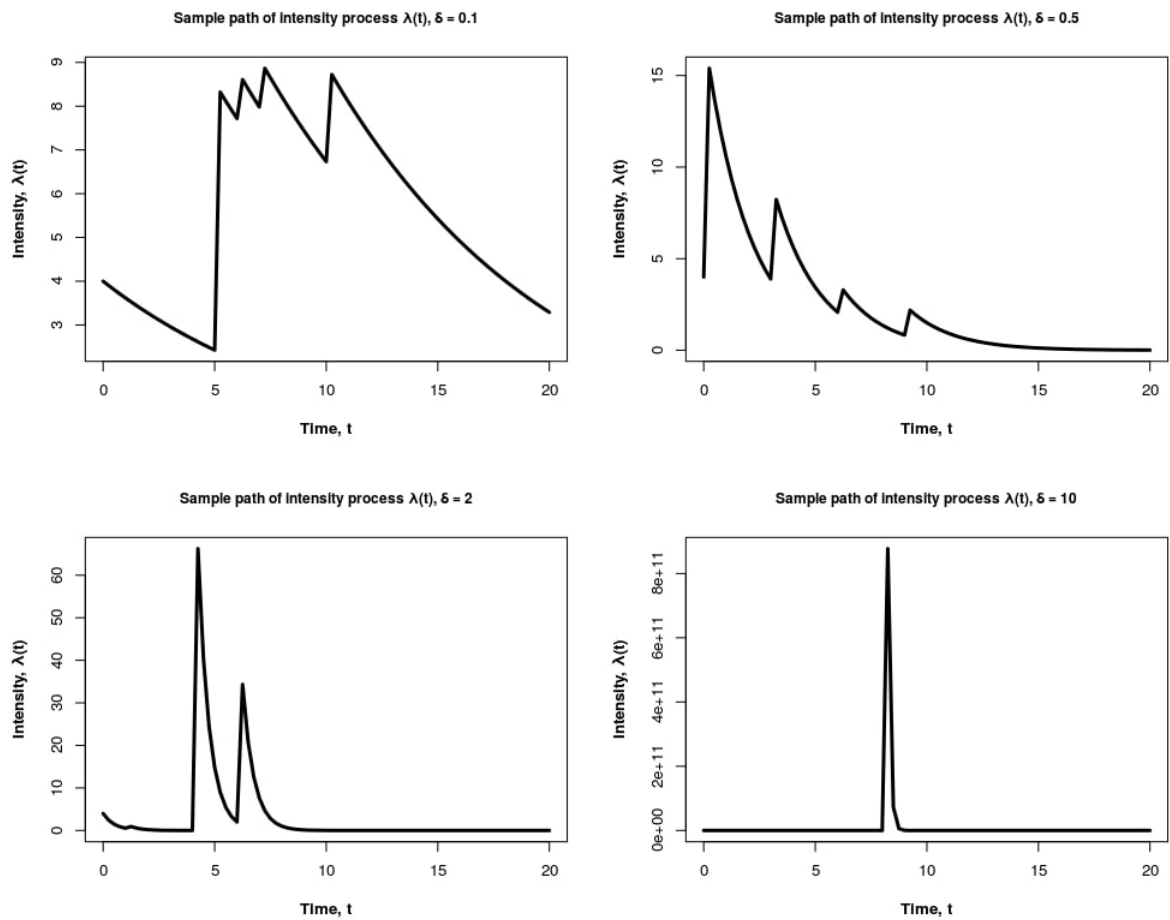 Sample path of intensity process λ(t), δ = 0.1
Intensity, λ(t)
9
8
7
6
5
4
3
0 5 10 15 20
Time, t
Sample path of intensity process λ(t), δ = 0.5
Intensity, λ(t)
15
10
5
0
0 5 10 15 20
Time, t
Sample path of intensity process λ(t), δ = 2
Intensity, λ(t)
60
50
40
30
20
10
0
0 5 10 15 20
Time, t
Sample path of intensity process λ(t), δ = 10
Intensity, λ(t)
8e+11
6e+11
4e+11
2e+11
0e+00
0 5 10 15 20
Time, t